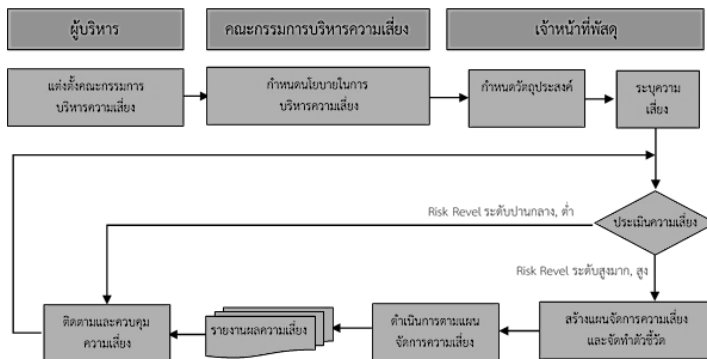 ผู้บริหาร
คณะกรรมการบริหารความเสี่ยง
เจ้าหน้าที่พัสดุ
แต่งตั้งคณะกรรมการ
บริหารความเสี่ยง
กำหนดนโยบายในการ
บริหารความเสี่ยง
กำหนดวัตถุประสงค์
ระบุความ
เสี่ยง
ประเมินความเสี่ยง
Risk Revel ระดับปานกลาง, ต่ำ
Risk Revel ระดับสูงมาก, สูง
ติดตามและควบคุม
ความเสี่ยง
รายงานผลความเสี่ยง
ดำเนินการตามแผน
จัดการความเสี่ยง
สร้างแผนจัดการความเสี่ยง
และจัดทำตัวชี้วัด